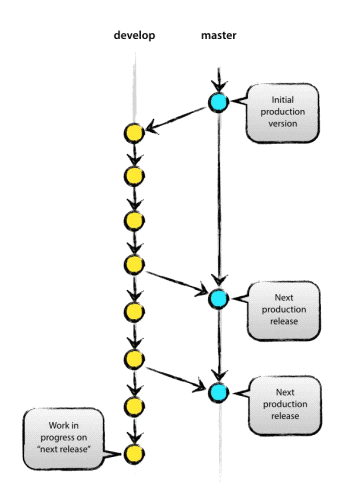 develop
master
Initial
production
version
Next
production
release
Next
production
release
Work in
progress on
“next release”